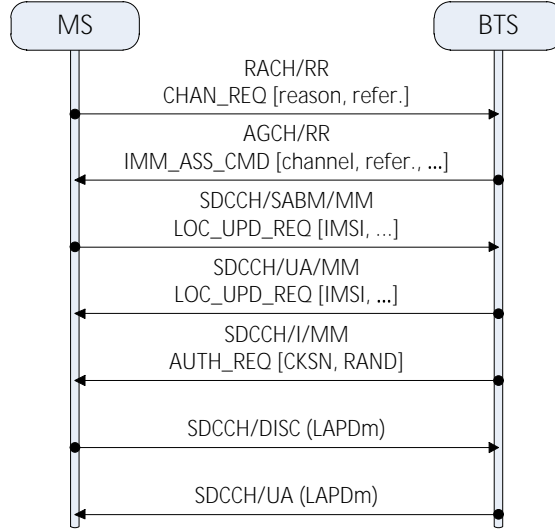 MS
BTS
RACH/RR
CHAN_REQ [reason, refer.]
AGCH/RR
IMM_ASS_CMD [channel, refer., ...]
SDCCH/SABM/MM
LOC_UPD_REQ [IMSI, ...]
SDCCH/UA/MM
LOC_UPD_REQ [IMSI, ...]
SDCCH/I/MM
AUTH_REQ [CKSN, RAND]
SDCCH/DISC (LAPDm)
SDCCH/UA (LAPDm)